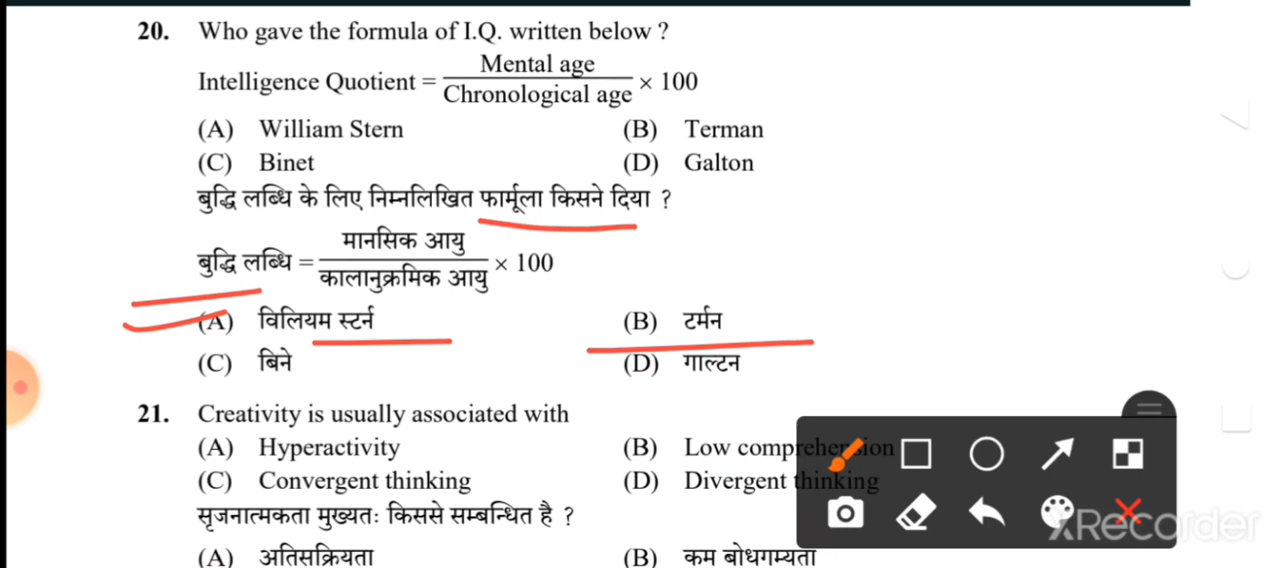 20. Who gave the formula of I.Q. written below ?
Intelligence Quotient = Mental age / Chronological age × 100
(A) William Stern (B) Terman
(C) Binet (D) Galton
बुद्धि लब्धि के लिए निम्नलिखित फार्मूला किसने दिया ?
बुद्धि लब्धि = मानसिक आयु / कालानुक्रमिक आयु × 100
(A) विलियम स्टर्न (B) टर्मन
(C) बिने (D) गाल्टन
21. Creativity is usually associated with
(A) Hyperactivity (B) Low comprehension
(C) Convergent thinking (D) Divergent thinking
सृजनात्मकता मुख्यतः किससे सम्बन्धित है ?
XRecorder
(A) अतिसक्रियता (B) कम बोधगम्यता